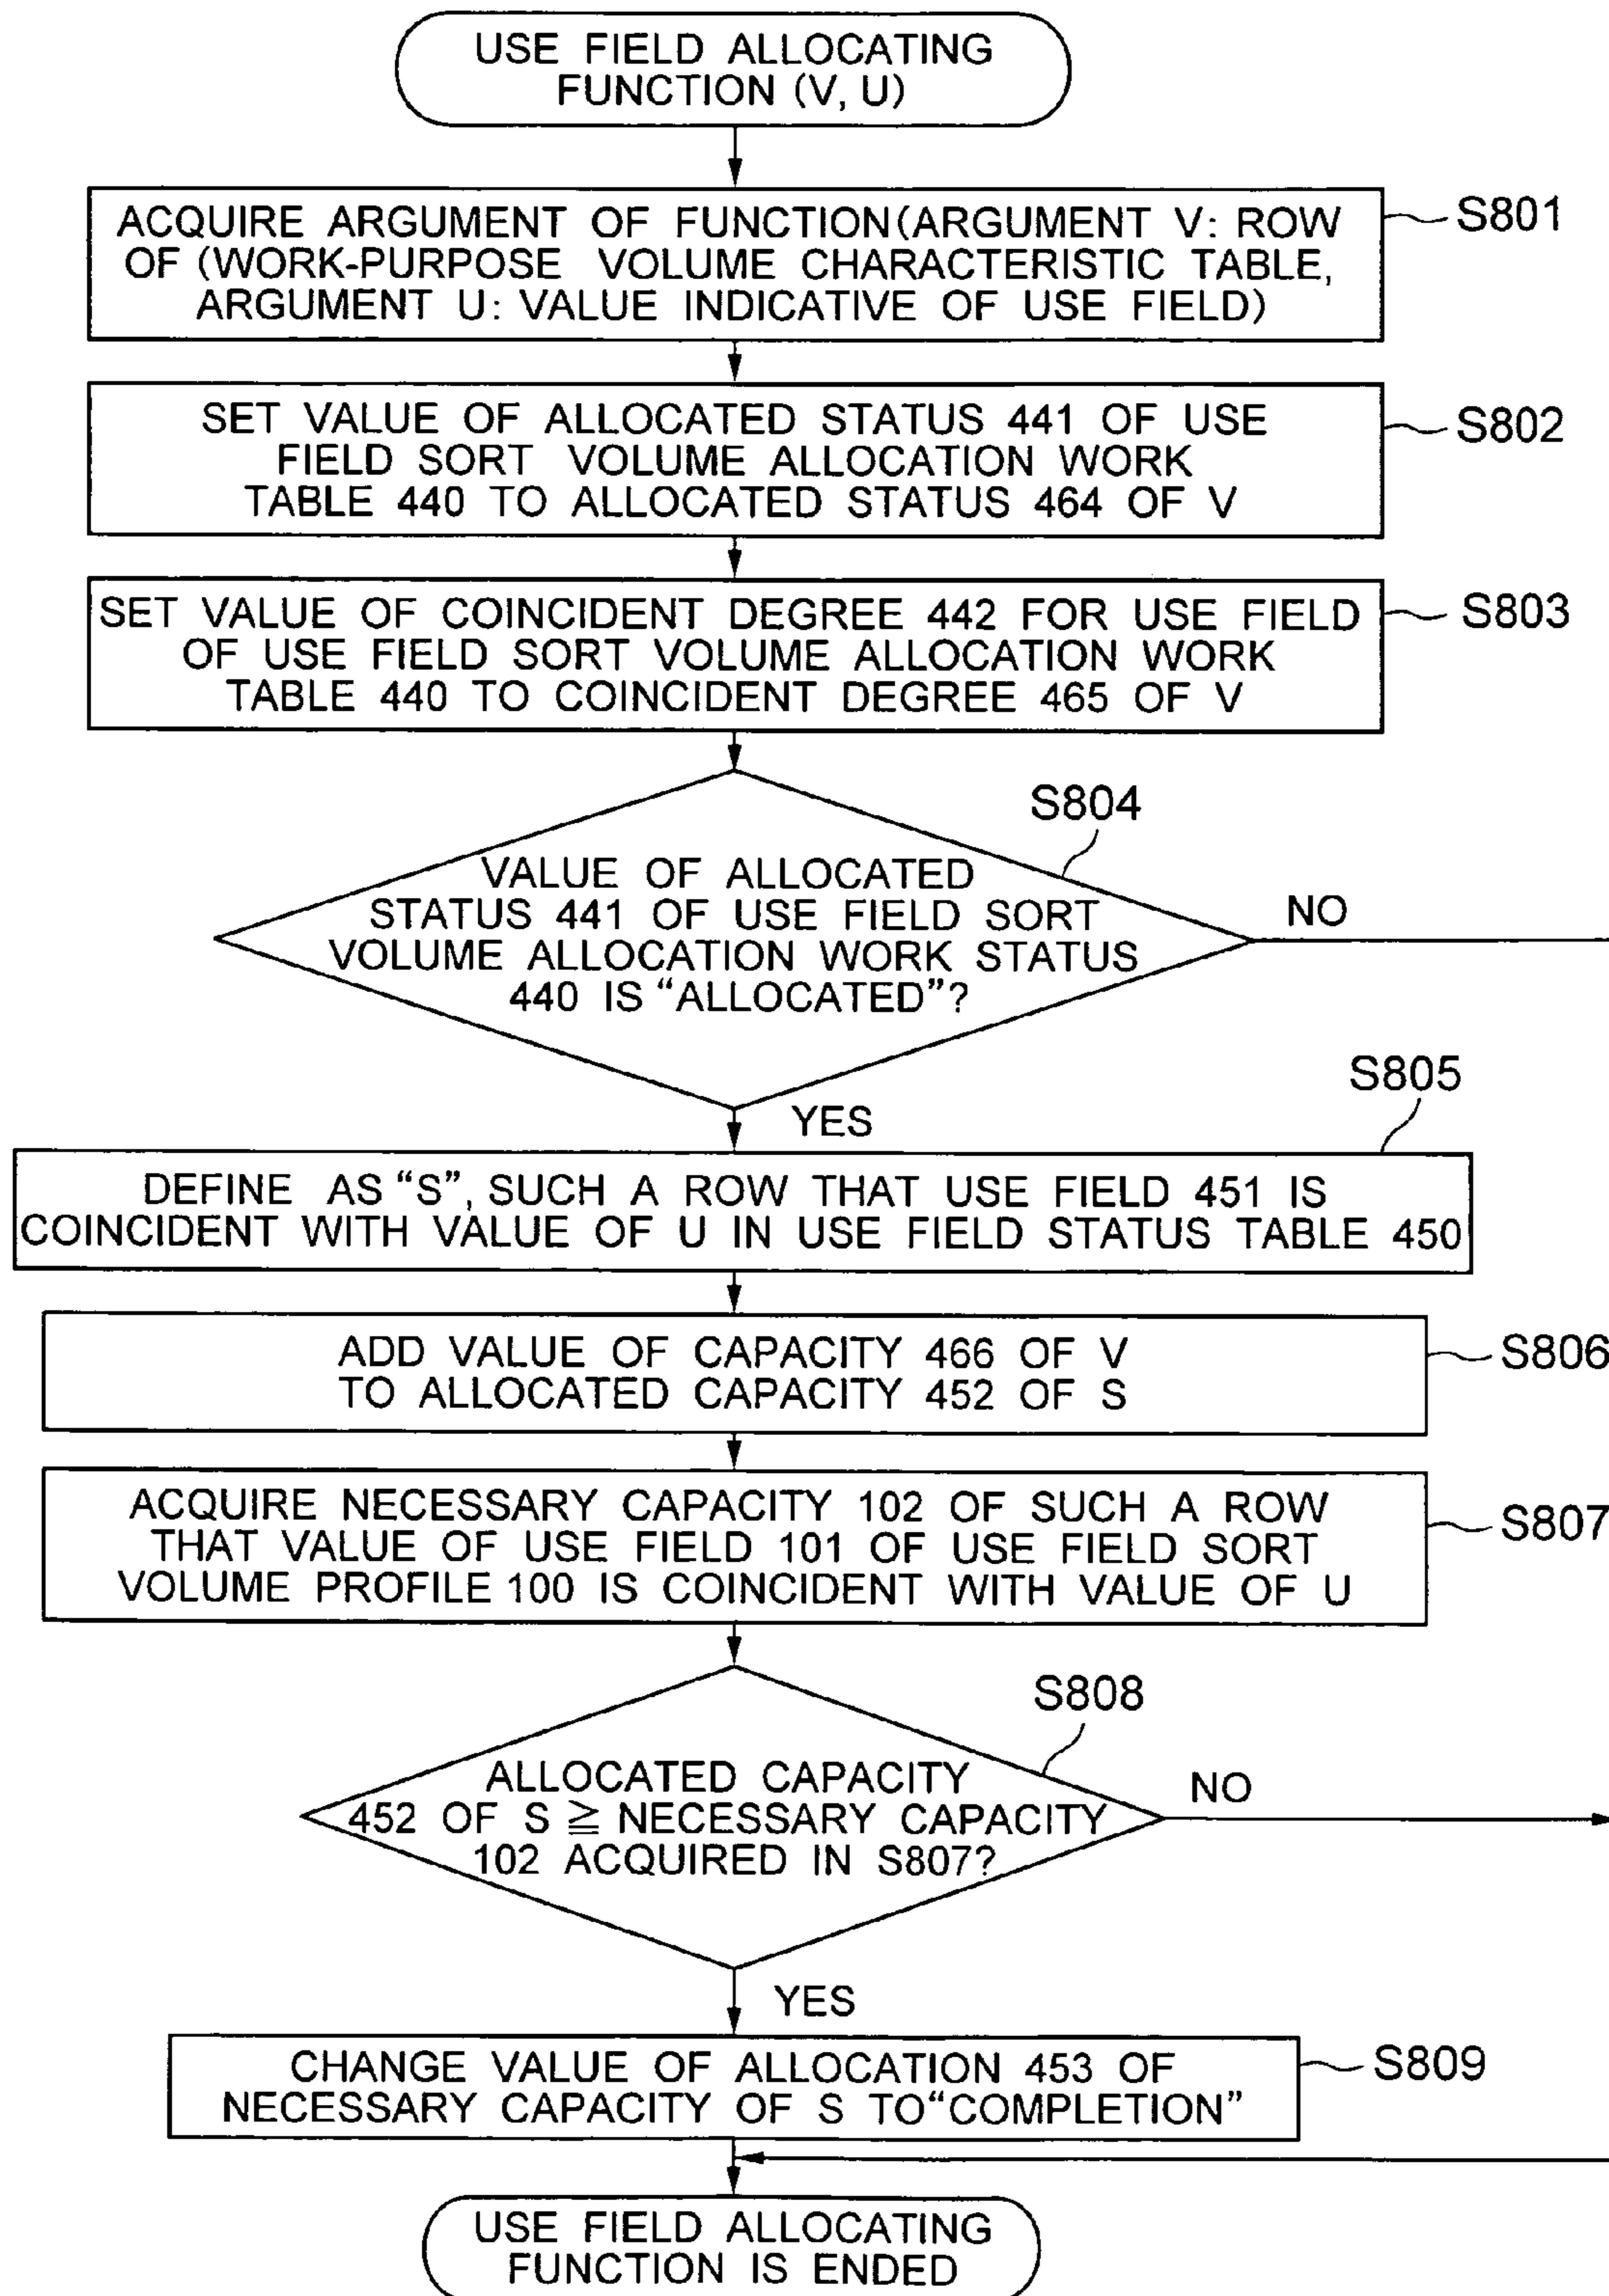 USE FIELD ALLOCATING
FUNCTION (V, U)
ACQUIRE ARGUMENT OF FUNCTION(ARGUMENT V: ROW
OF (WORK-PURPOSE VOLUME CHARACTERISTIC TABLE,
ARGUMENT U: VALUE INDICATIVE OF USE FIELD)
S801
SET VALUE OF ALLOCATED STATUS 441 OF USE
FIELD SORT VOLUME ALLOCATION WORK
TABLE 440 TO ALLOCATED STATUS 464 OF V
S802
SET VALUE OF COINCIDENT DEGREE 442 FOR USE FIELD
OF USE FIELD SORT VOLUME ALLOCATION WORK
TABLE 440 TO COINCIDENT DEGREE 465 OF V
S803
S804
VALUE OF ALLOCATED
STATUS 441 OF USE FIELD SORT
VOLUME ALLOCATION WORK STATUS
440 IS “ALLOCATED”?
NO
YES
S805
DEFINE AS “S”, SUCH A ROW THAT USE FIELD 451 IS
COINCIDENT WITH VALUE OF U IN USE FIELD STATUS TABLE 450
ADD VALUE OF CAPACITY 466 OF V
TO ALLOCATED CAPACITY 452 OF S
S806
ACQUIRE NECESSARY CAPACITY 102 OF SUCH A ROW
THAT VALUE OF USE FIELD 101 OF USE FIELD SORT
VOLUME PROFILE 100 IS COINCIDENT WITH VALUE OF U
S807
S808
ALLOCATED CAPACITY
452 OF S ≧ NECESSARY CAPACITY
102 ACQUIRED IN S807?
NO
YES
CHANGE VALUE OF ALLOCATION 453 OF
NECESSARY CAPACITY OF S TO“COMPLETION”
S809
USE FIELD ALLOCATING
FUNCTION IS ENDED